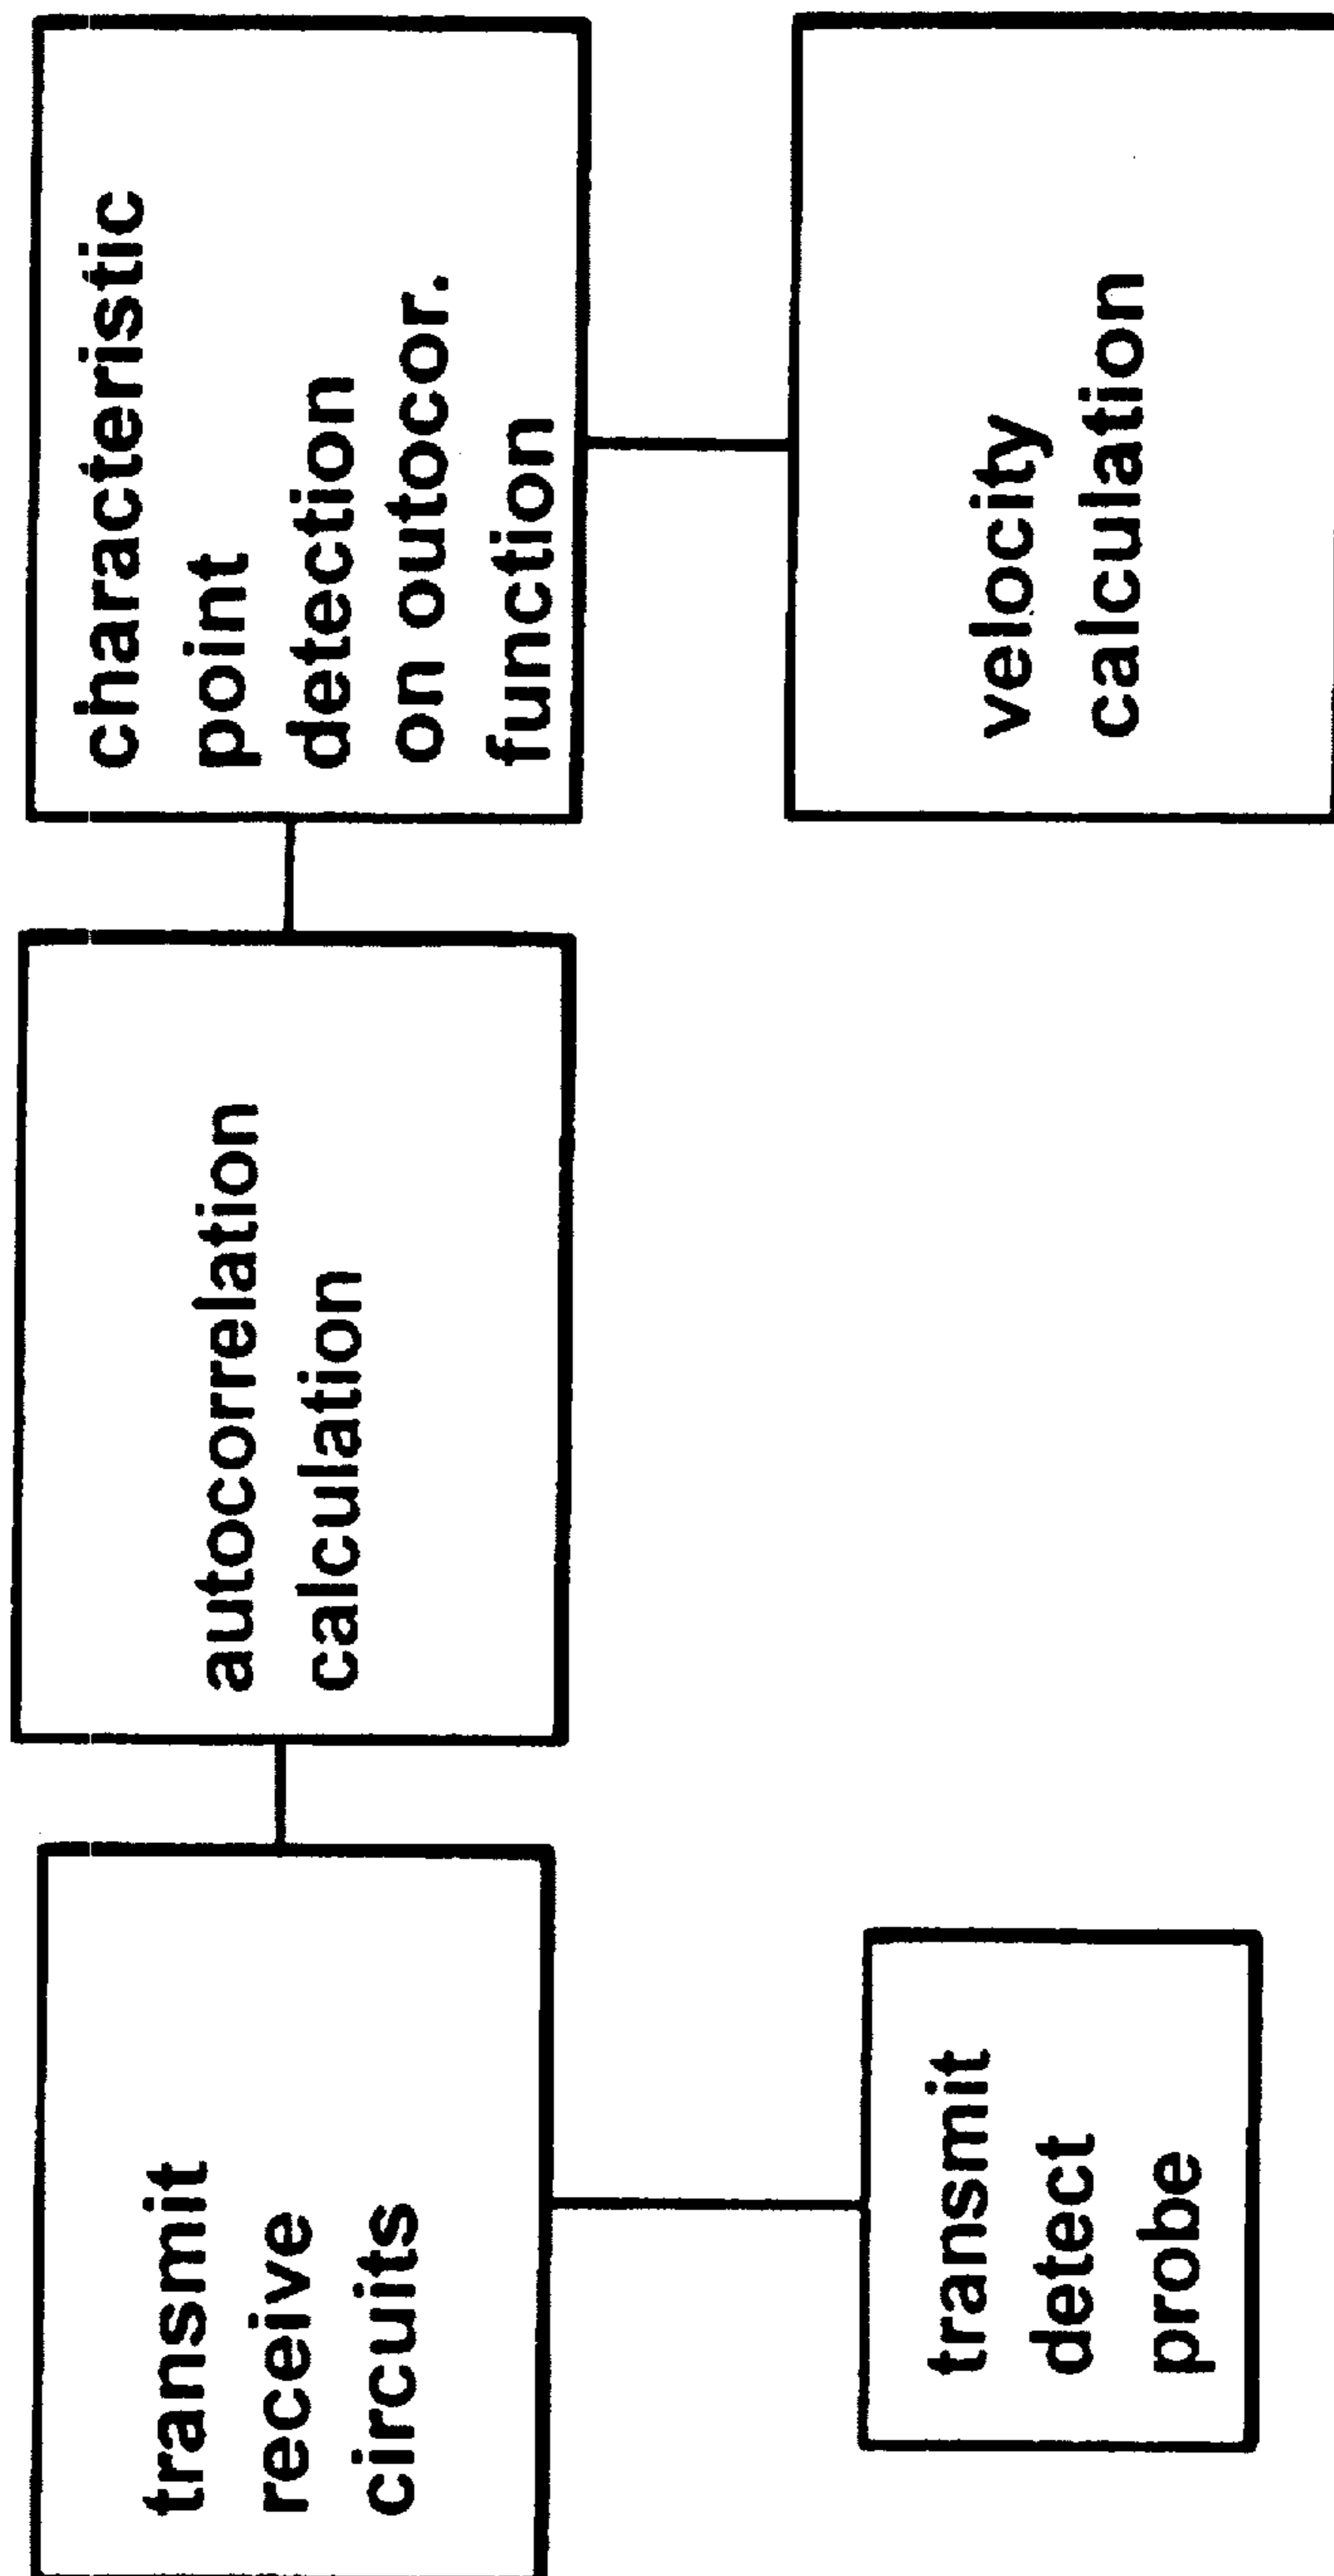 transmit
receive
circuits
autocorrelation
calculation
characteristic
point
detection
on outocor.
function
transmit
detect
probe
velocity
calculation